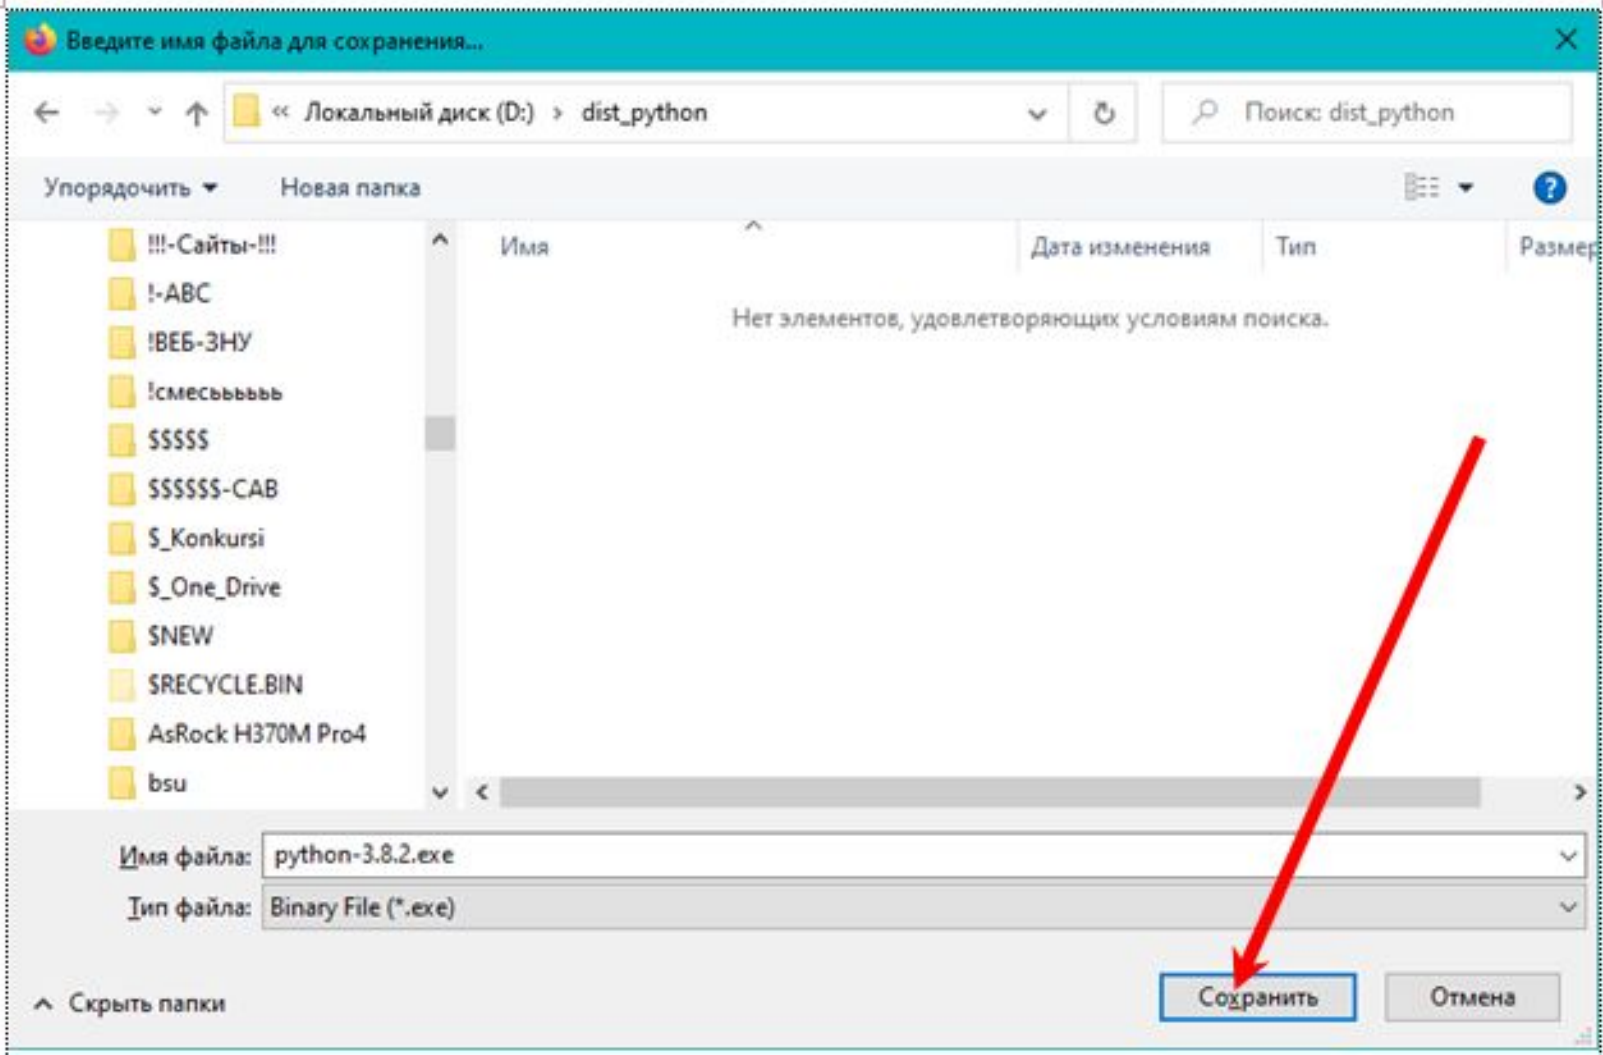 Введите имя файла для сохранения...
« Локальный диск (D:) › dist_python
Поиск: dist_python
Упорядочить
Новая папка
!!!-Сайты-!!!
!-ABC
!ВЕБ-ЗНУ
!смесьььььь
$$$$$
$$$$$$-CAB
$_Konkursi
$_One_Drive
$NEW
$RECYCLE.BIN
AsRock H370M Pro4
bsu
Имя
Дата изменения
Тип
Размер
Нет элементов, удовлетворяющих условиям поиска.
Имя файла: python-3.8.2.exe
Тип файла: Binary File (*.exe)
Скрыть папки
Сохранить
Отмена